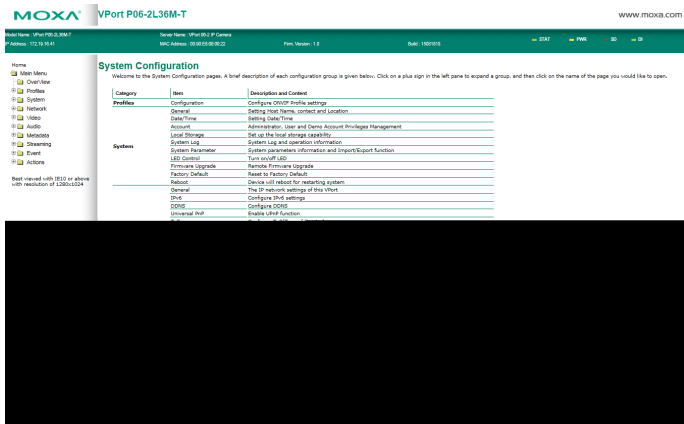 MOXA®
VPort P06-2L36M-T
www.moxa.com
Model Name : VPort P06-2L36M-T
Server Name : VPort 06-2 IP Camera
STAT
PWR
SD
DI
IP Address : 172.19.16.41
MAC Address : 00:90:E8:00:00:22
Firm. Version : 1.0
Build : 15081810
Home
Main Menu
OverView
Profiles
System
Network
Video
Audio
Metadata
Streaming
Event
Actions
Best viewed with IE10 or above
with resolution of 1280x1024
System Configuration
Welcome to the System Configuration pages. A brief description of each configuration group is given below. Click on a plus sign in the left pane to expand a group, and then click on the name of the page you would like to open.
Category Item Description and Content
Profiles Configuration Configure ONVIF Profile settings
General Setting Host Name, contact and Location
Date/Time Setting Date/Time
Account Administrator, User and Demo Account Privileges Management
Local Storage Set up the local storage capability
System Log System Log and operation information
System
System Parameter System parameters information and Import/Export function
LED Control Turn on/off LED
Firmware Upgrade Remote Firmware Upgrade
Factory Default Reset to Factory Default
Reboot Device will reboot for restarting system
General The IP network settings of this VPort
IPv6 Configure IPv6 settings
DDNS Configure DDNS
Universal PnP Enable UPnP function